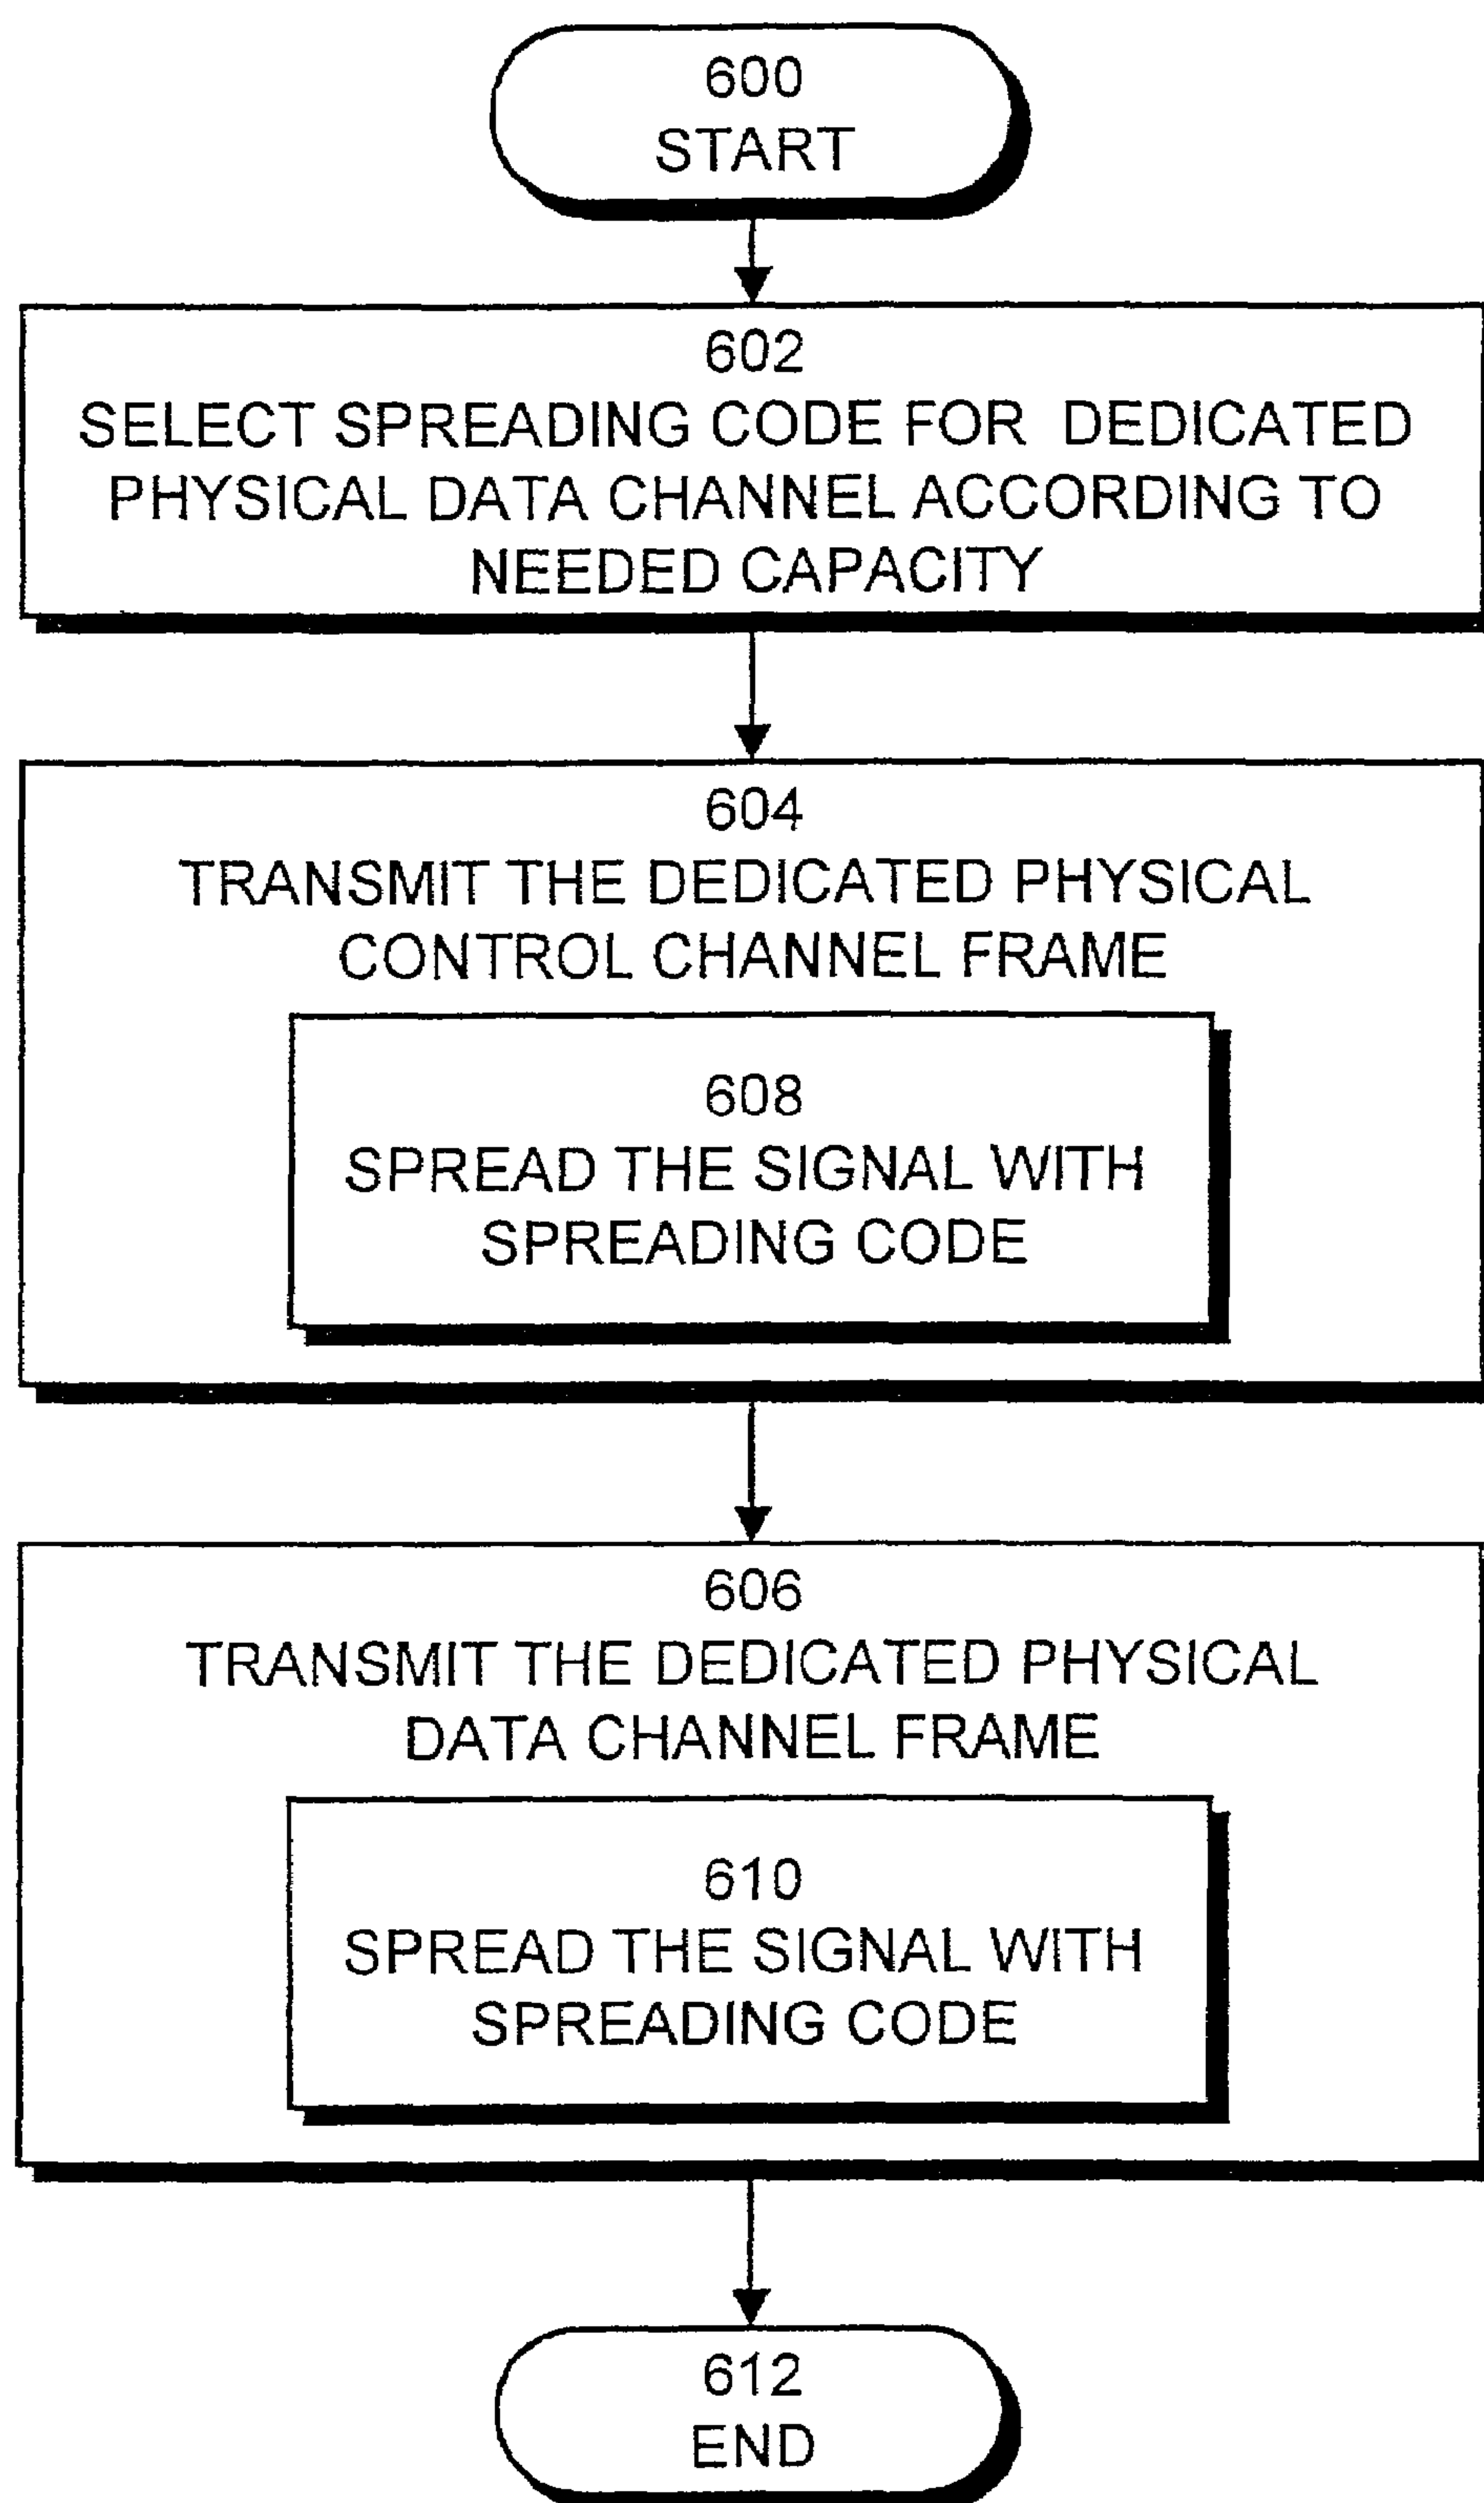 600
START
602
SELECT SPREADING CODE FOR DEDICATED
PHYSICAL DATA CHANNEL ACCORDING TO
NEEDED CAPACITY
604
TRANSMIT THE DEDICATED PHYSICAL
CONTROL CHANNEL FRAME
608
SPREAD THE SIGNAL WITH
SPREADING CODE
606
TRANSMIT THE DEDICATED PHYSICAL
DATA CHANNEL FRAME
610
SPREAD THE SIGNAL WITH
SPREADING CODE
612
END